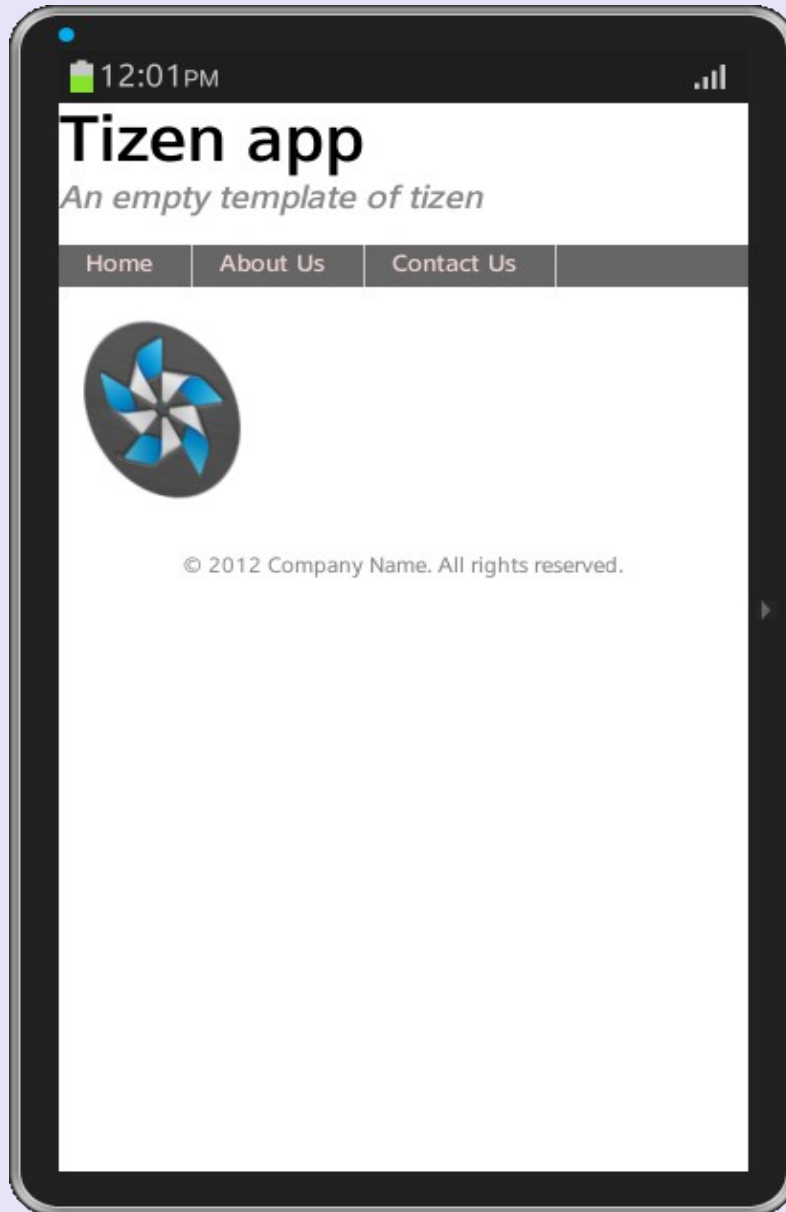 12:01PM
Tizen app
An empty template of tizen
Home About Us Contact Us
© 2012 Company Name. All rights reserved.